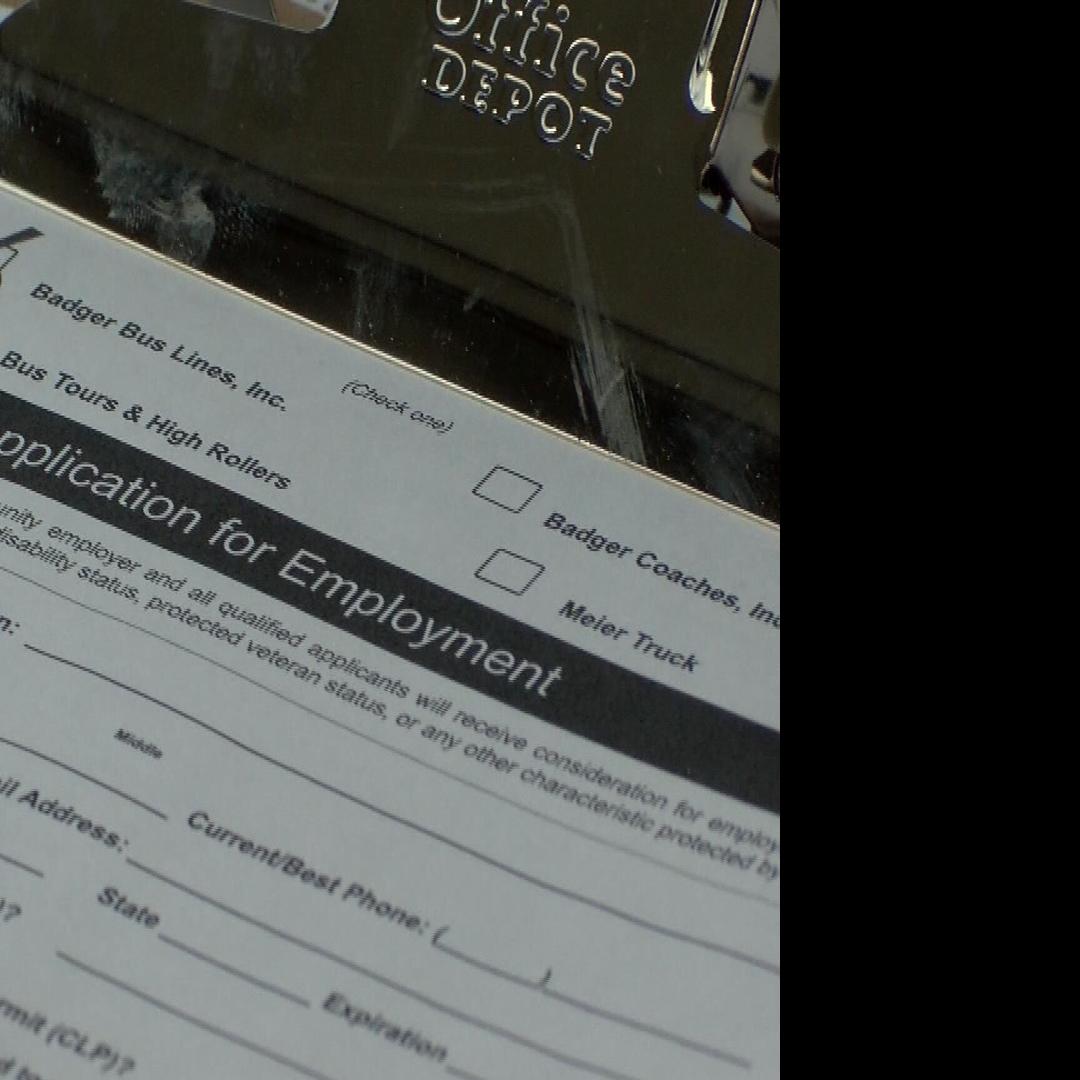 Office
DEPOT
Badger Bus Lines, Inc.
(Check one)
Badger Coaches, Inc
Bus Tours & High Rollers
Meier Truck
pplication for Employment
unity employer and all qualified applicants will receive consideration for employ
disability status, protected veteran status, or any other characteristic protected by
n:
Middle
il Address:
Current/Best Phone: ( )
)?
State
Expiration
rmit (CLP)?